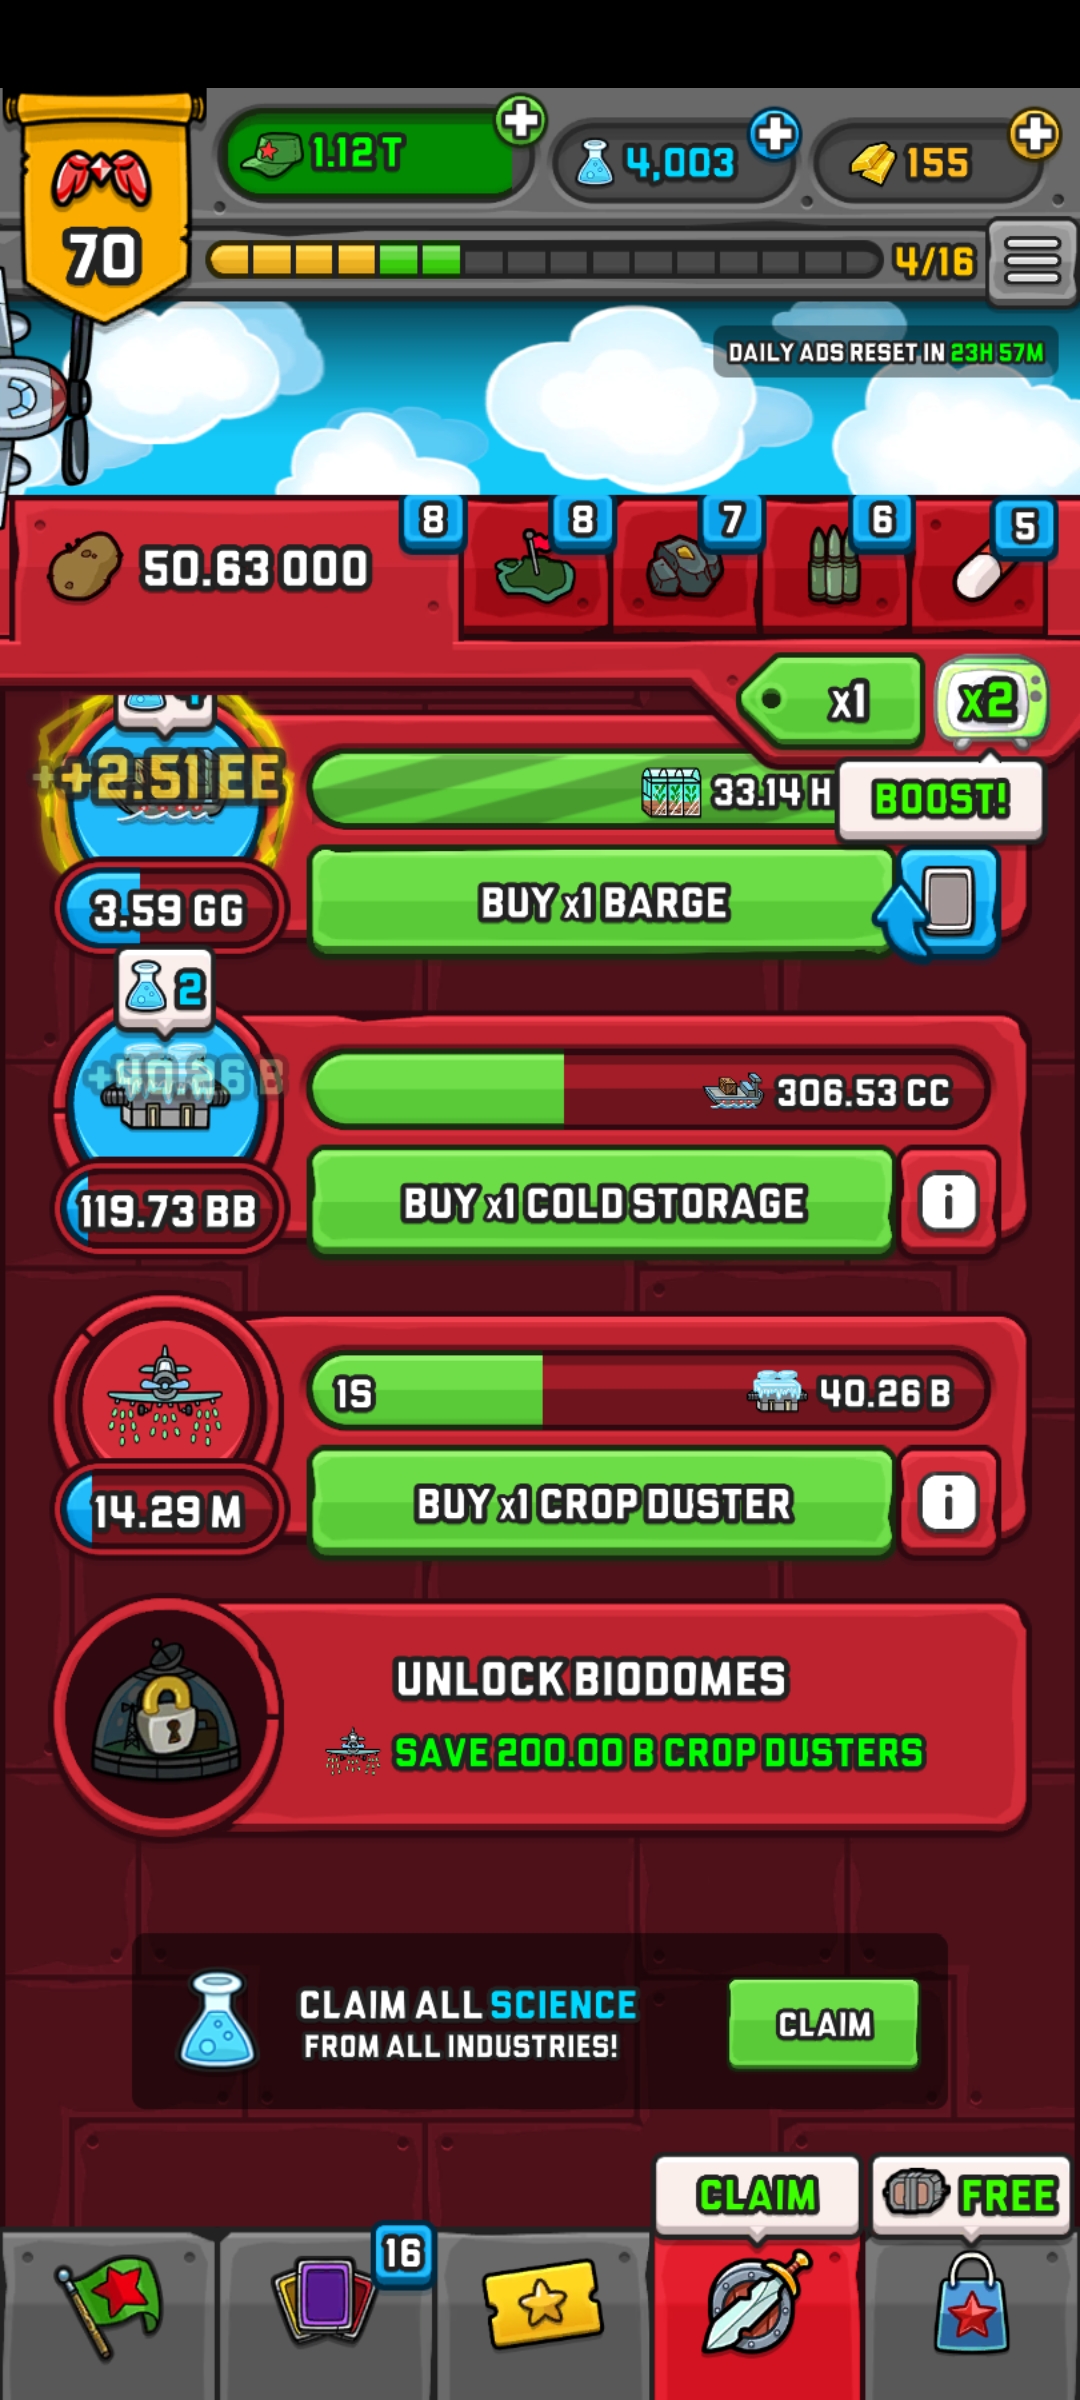 1.12 T
4,003
155
70
4/16
DAILY ADS RESET IN 23H 57M
50.63 OOO
8
8
7
6
5
x1
x2
+2.51 EE
33.14 H
BOOST!
3.59 GG
BUY x1 BARGE
2
+40.26 B
306.53 CC
119.73 BB
BUY x1 COLD STORAGE
i
1S
40.26 B
14.29 M
BUY x1 CROP DUSTER
i
UNLOCK BIODOMES
SAVE 200.00 B CROP DUSTERS
CLAIM ALL SCIENCE
FROM ALL INDUSTRIES!
CLAIM
CLAIM
FREE
16